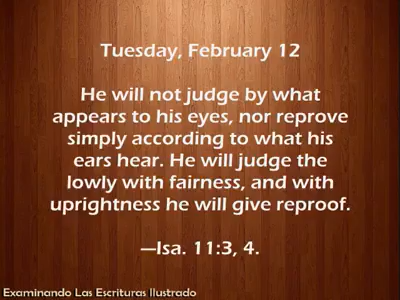 Tuesday, February 12
He will not judge by what
appears to his eyes, nor reprove
simply according to what his
ears hear. He will judge the
lowly with fairness, and with
uprightness he will give reproof.
—Isa. 11:3, 4.
Examinando Las Escrituras Ilustrado